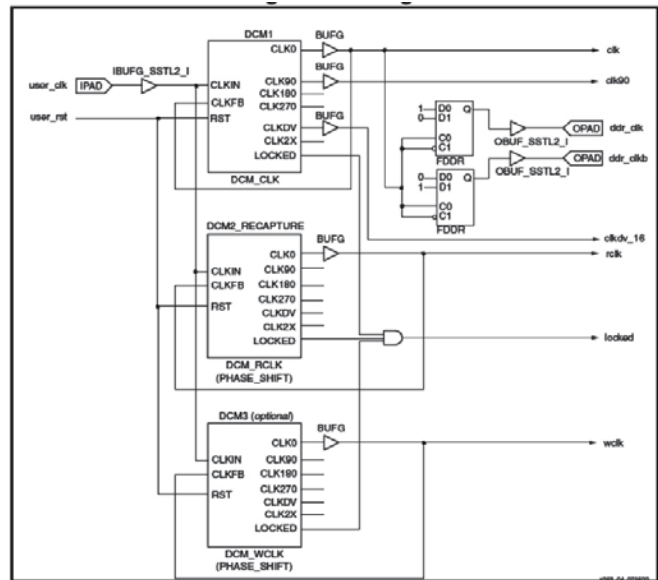 DCM1
BUFG
CLK0
clk
IBUFG_SSTL2_I
BUFG
user_clk
IPAD
CLKIN
CLK90
clk90
CLKFB
CLK180
user_rst
RST
CLK270
BUFG
CLKDV
CLK2X
LOCKED
DCM_CLK
1
D0
Q
0
D1
C0
C1
FDDR
OPAD
ddr_clk
OBUF_SSTL2_I
0
D0
Q
1
D1
C0
C1
FDDR
OPAD
ddr_clkb
OBUF_SSTL2_I
clkdv_16
DCM2_RECAPTURE
BUFG
CLK0
rclk
CLKIN
CLK90
CLKFB
CLK180
CLK270
RST
CLKDV
CLK2X
LOCKED
locked
DCM_RCLK
(PHASE_SHIFT)
DCM3 (optional)
BUFG
CLK0
wclk
CLKIN
CLK90
CLKFB
CLK180
RST
CLK270
CLKDV
CLK2X
LOCKED
DCM_WCLK
(PHASE_SHIFT)